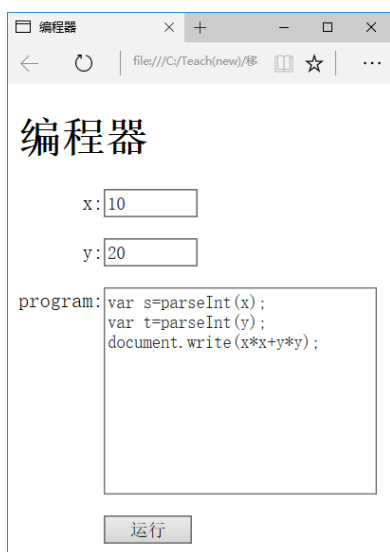 编程器
file:///C:/Teach(new)/移
编程器
x: 10
y: 20
program: var s=parseInt(x);
var t=parseInt(y);
document.write(x*x+y*y);
运行